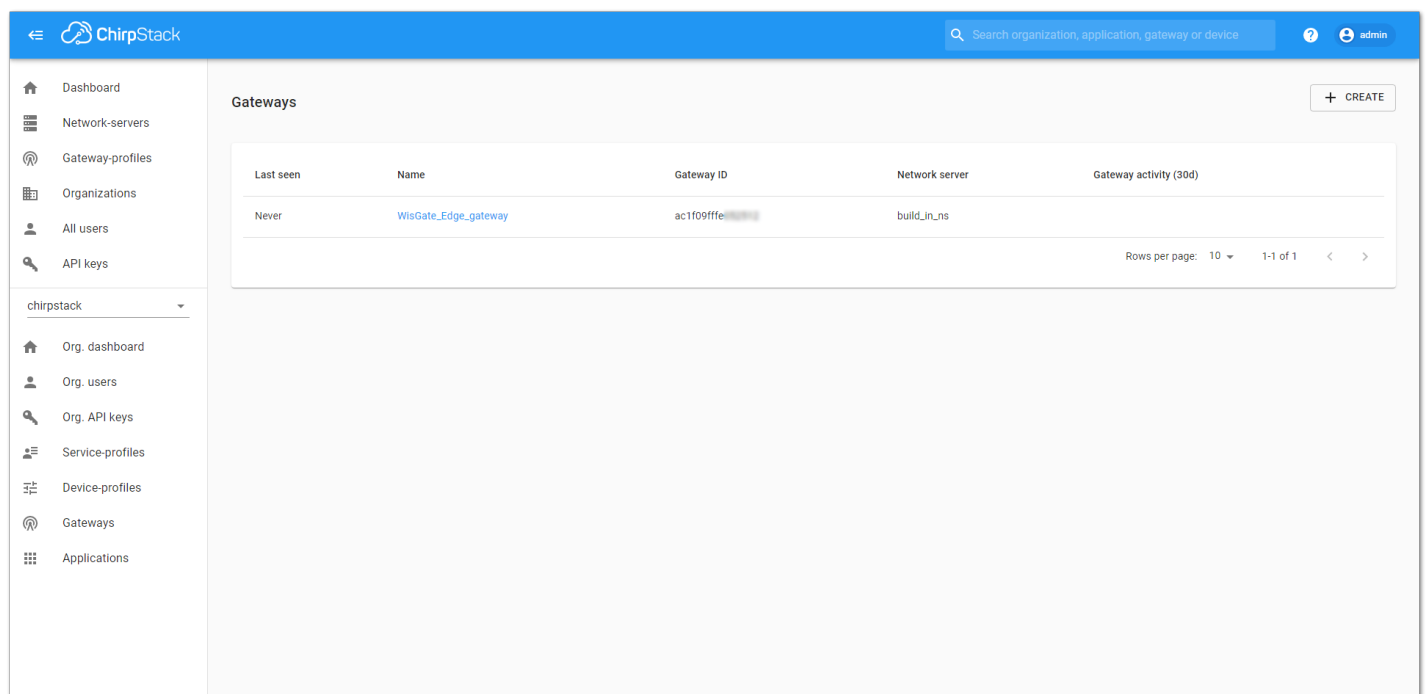 ChirpStack
Search organization, application, gateway or device
? admin
Dashboard
Network-servers
Gateway-profiles
Organizations
All users
API keys
chirpstack
Org. dashboard
Org. users
Org. API keys
Service-profiles
Device-profiles
Gateways
Applications
Gateways
+ CREATE
Last seen Name Gateway ID Network server Gateway activity (30d)
Never WisGate_Edge_gateway ac1f09fffe build_in_ns
Rows per page: 10 1-1 of 1